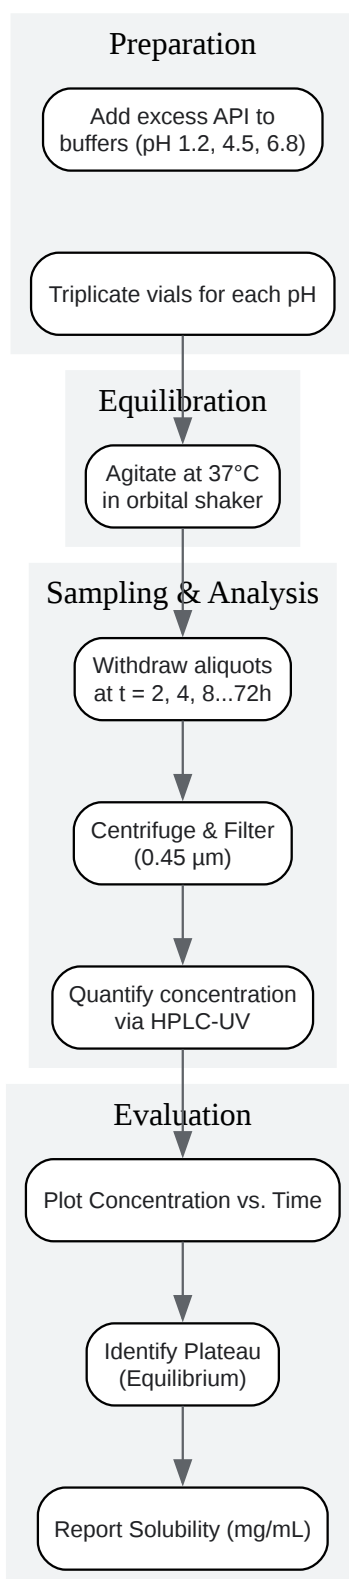 Preparation
Add excess API to
buffers (pH 1.2, 4.5, 6.8)
Triplicate vials for each pH
Equilibration
Agitate at 37°C
in orbital shaker
Sampling & Analysis
Withdraw aliquots
at t = 2, 4, 8...72h
Centrifuge & Filter
(0.45 µm)
Quantify concentration
via HPLC-UV
Evaluation
Plot Concentration vs. Time
Identify Plateau
(Equilibrium)
Report Solubility (mg/mL)